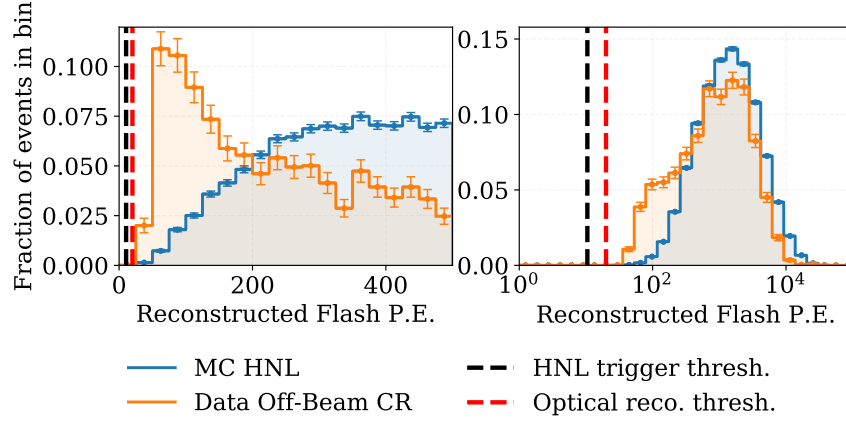 Fraction of events in bin
0.100
0.075
0.050
0.025
0.000
0 200 400
Reconstructed Flash P.E.
0.15
0.10
0.05
0.00
10^0 10^2 10^4
Reconstructed Flash P.E.
MC HNL
Data Off-Beam CR
HNL trigger thresh.
Optical reco. thresh.